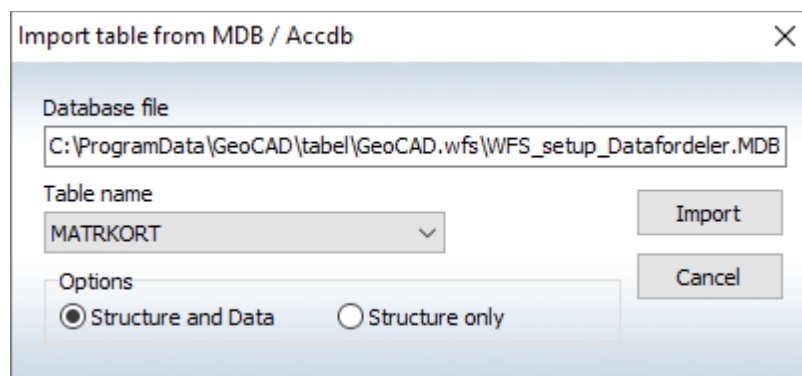 Import table from MDB / Accdb
Database file
C:\ProgramData\GeoCAD\tabel\GeoCAD.wfs\WFS_setup_Datafordeler.MDB
Table name
MATRKORT
Import
Options
Cancel
Structure and Data
Structure only